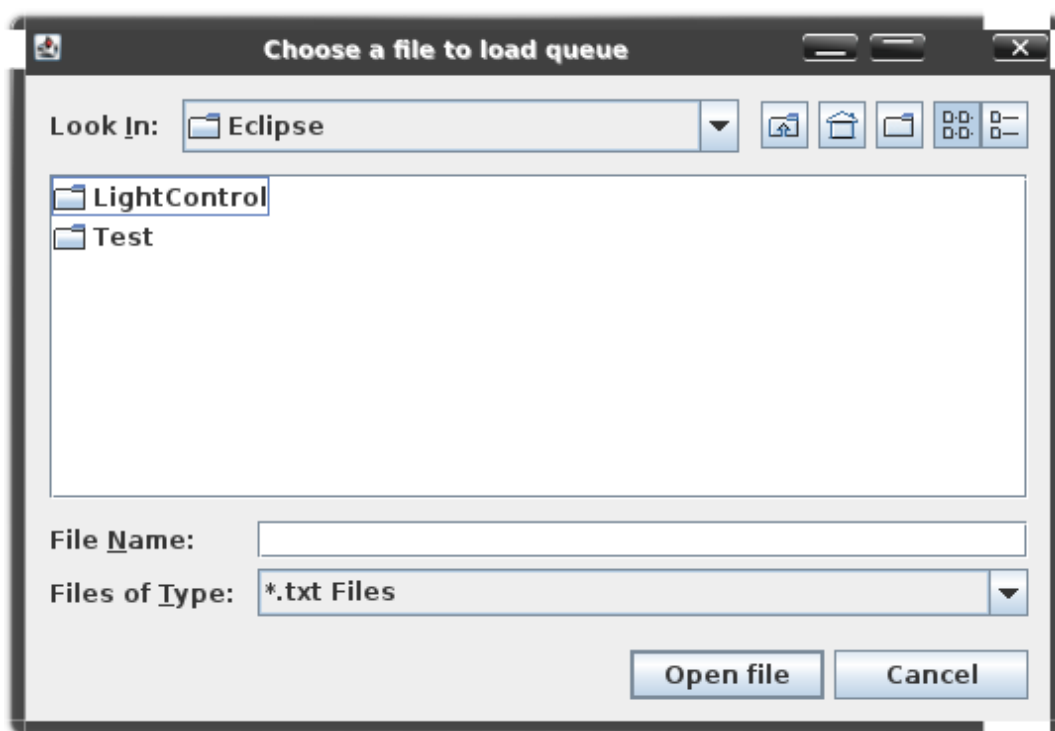 Choose a file to load queue
Look In: Eclipse
LightControl
Test
File Name:
Files of Type: *.txt Files
Open file Cancel